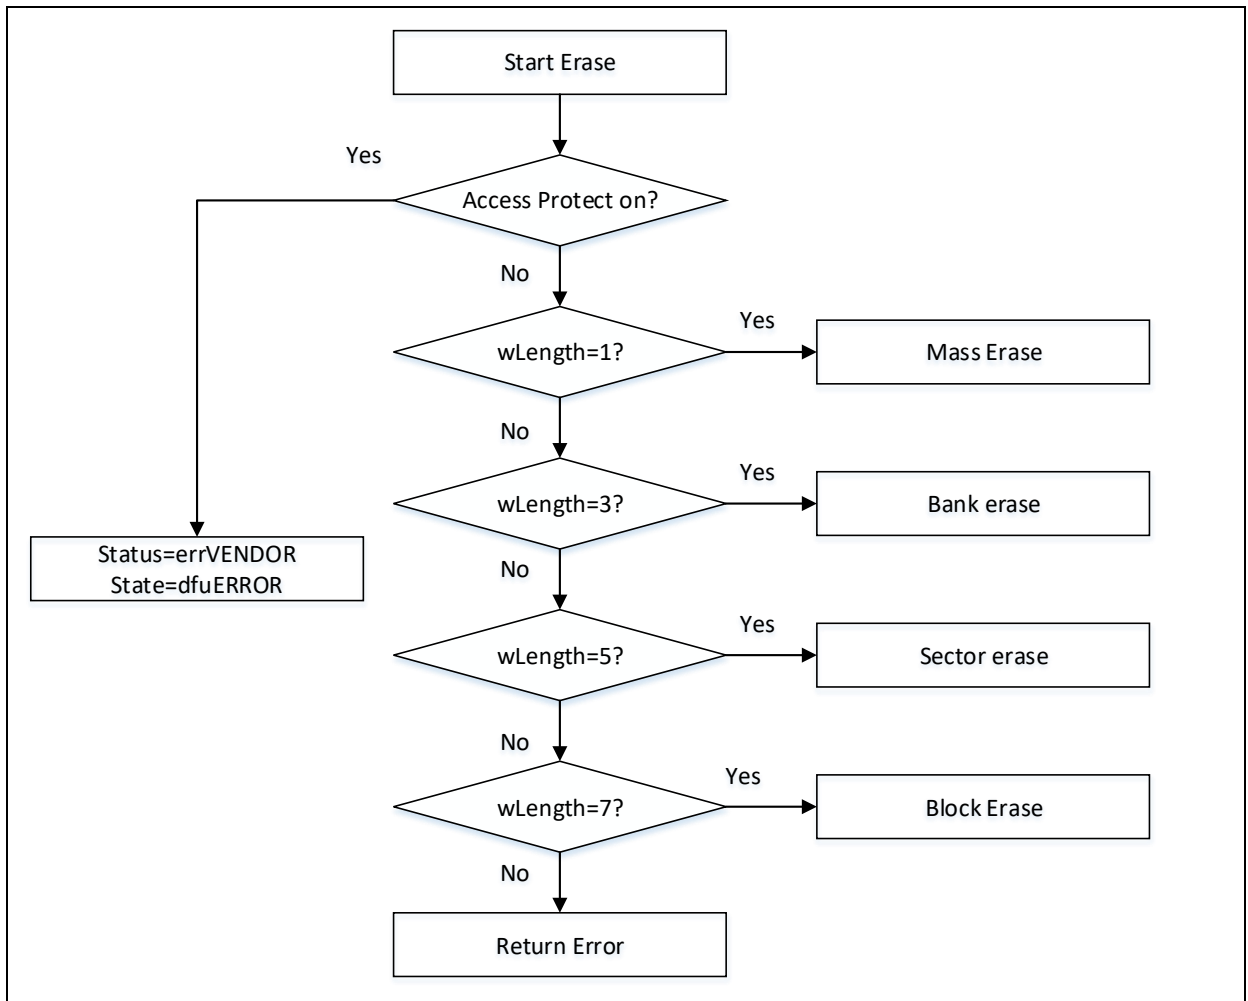 Start Erase
Yes
Access Protect on?
No
wLength=1?
Yes
Mass Erase
No
wLength=3?
Yes
Bank erase
Status=errVENDOR
State=dfuERROR
No
wLength=5?
Yes
Sector erase
No
wLength=7?
Yes
Block Erase
No
Return Error